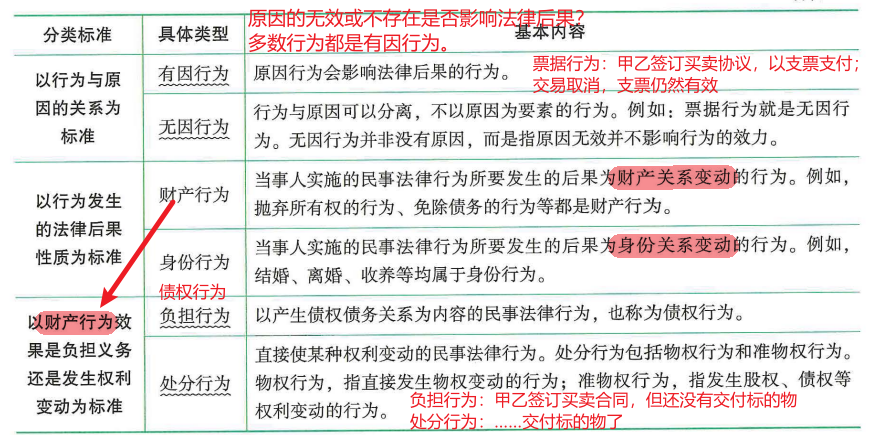 原因的无效或不存在是否影响法律后果?
多数行为都是有因行为。
分类标准 具体类型 基本内容
以行为与原
因的关系为
标准
有因行为
原因行为会影响法律后果的行为。
票据行为：甲乙签订买卖协议，以支票支付；
交易取消，支票仍然有效
无因行为
行为与原因可以分离，不以原因为要素的行为。例如：票据行为就是无因行
为。无因行为并非没有原因，而是指原因无效并不影响行为的效力。
以行为发生
的法律后果
性质为标准
财产行为
当事人实施的民事法律行为所要发生的后果为财产关系变动的行为。例如，
抛弃所有权的行为、免除债务的行为等都是财产行为。
身份行为
当事人实施的民事法律行为所要发生的后果为身份关系变动的行为。例如，
结婚、离婚、收养等均属于身份行为。
以财产行为效
果是负担义务
还是发生权利
变动为标准
债权行为
负担行为
以产生债权债务关系为内容的民事法律行为，也称为债权行为。
处分行为
直接使某种权利变动的民事法律行为。处分行为包括物权行为和准物权行为。
物权行为，指直接发生物权变动的行为；准物权行为，指发生股权、债权等
权利变动的行为。
负担行为：甲乙签订买卖合同，但还没有交付标的物
处分行为：……交付标的物了